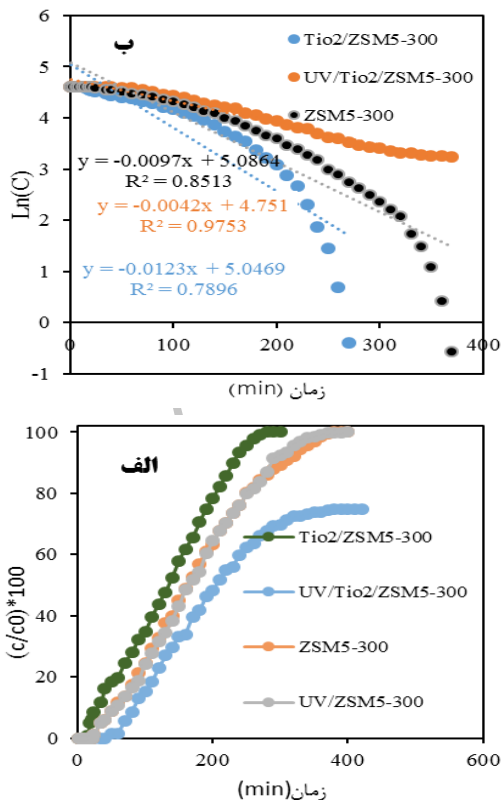 ب
Tio2/ZSM5-300
UV/Tio2/ZSM5-300
ZSM5-300
6
5
4
3
2
1
0
-1
Ln(C)
y = -0.0097x + 5.0864
R² = 0.8513
y = -0.0042x + 4.751
R² = 0.9753
y = -0.0123x + 5.0469
R² = 0.7896
0 100 200 300 400
زمان (min)
الف
100
80
60
40
20
0
(c/c0)*100
Tio2/ZSM5-300
UV/Tio2/ZSM5-300
ZSM5-300
UV/ZSM5-300
0 200 400 600
زمان(min)